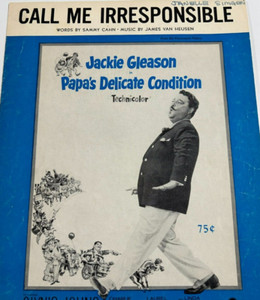 CALL ME IRRESPONSIBLE
WORDS BY SAMMY CAHN • MUSIC BY JAMES VAN HEUSEN
Jackie Gleason
in
Papa's Delicate Condition
Technicolor
75¢